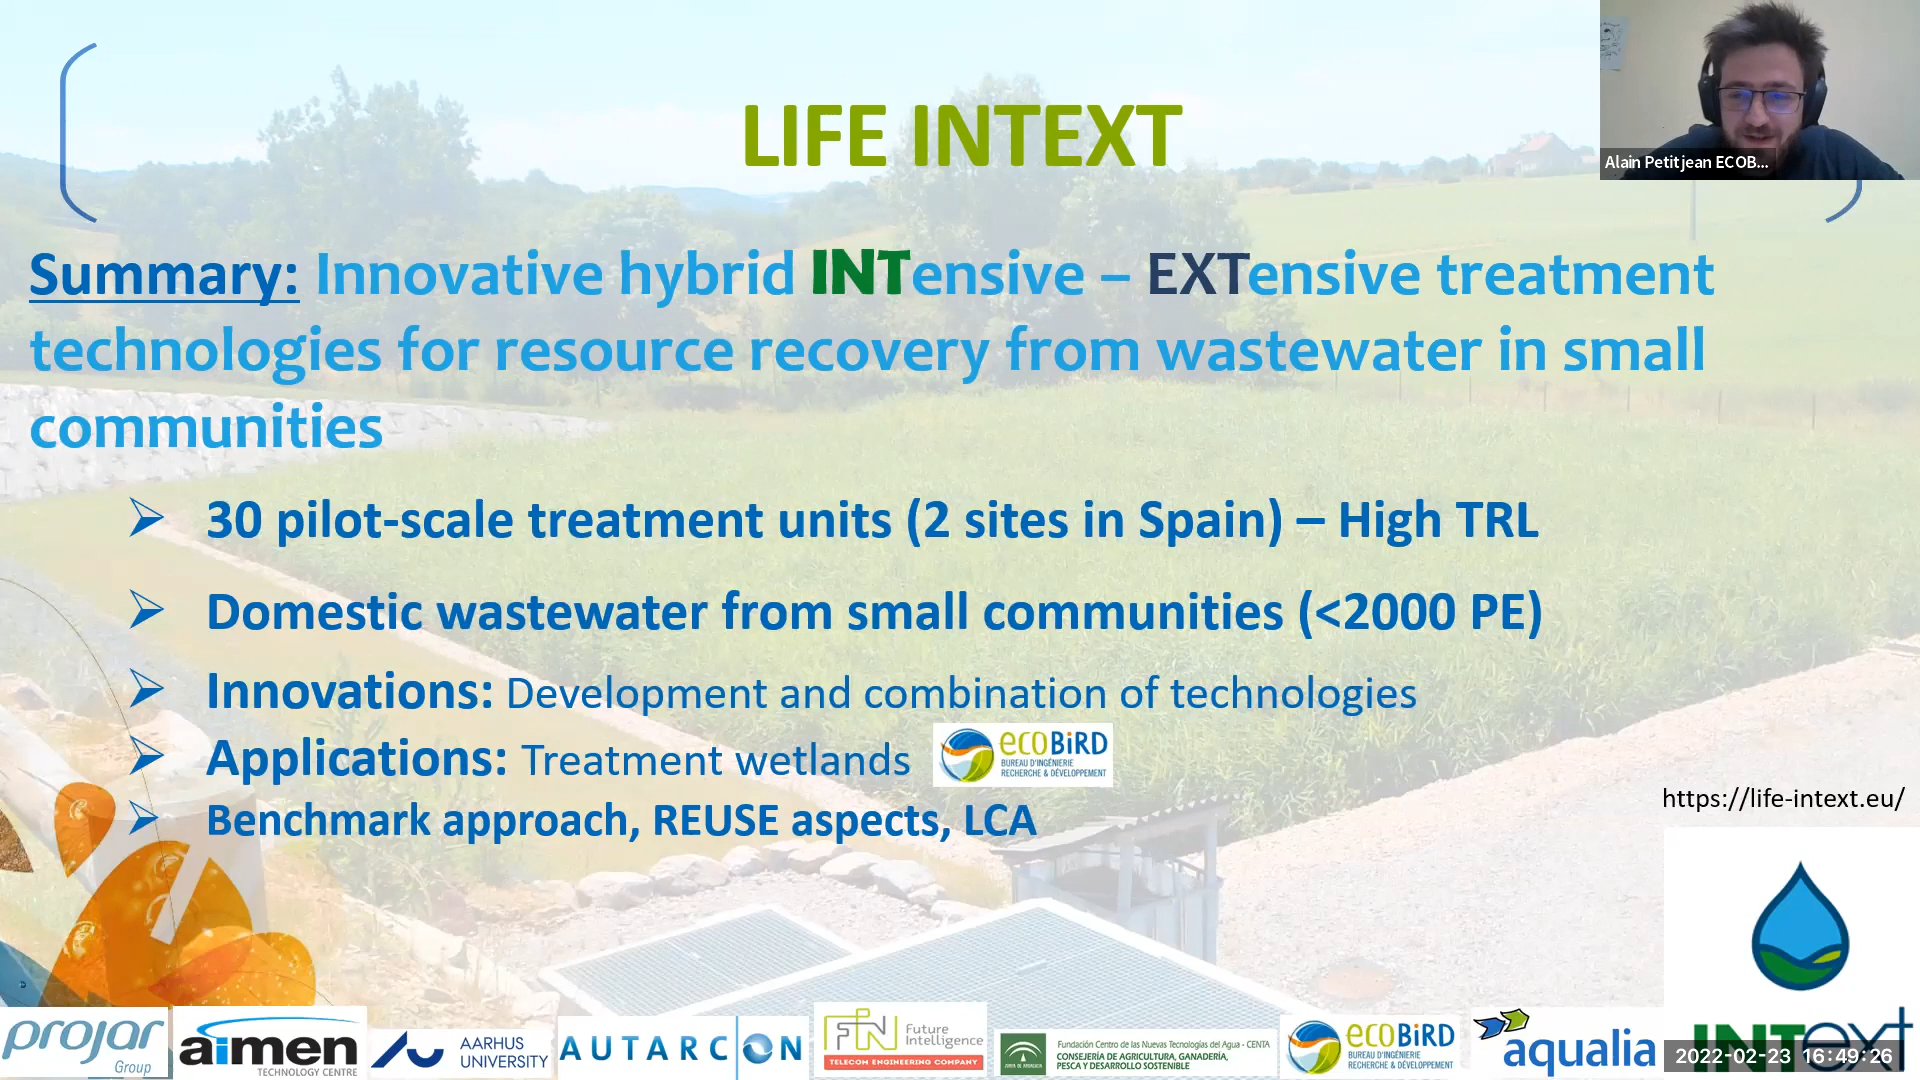 LIFE INTEXT
Alain Petitjean ECOB...
Summary: Innovative hybrid INTensive – EXTensive treatment
technologies for resource recovery from wastewater in small
communities
30 pilot-scale treatment units (2 sites in Spain) – High TRL
Domestic wastewater from small communities (<2000 PE)
Innovations: Development and combination of technologies
Applications: Treatment wetlands
ecoBiRD
BUREAU D'INGÉNIERIE
RECHERCHE & DÉVELOPPEMENT
Benchmark approach, REUSE aspects, LCA
https://life-intext.eu/
projar
Group
aimen
TECHNOLOGY CENTRE
AARHUS
UNIVERSITY
AUTARCON
FIN
Future
Intelligence
TELECOM ENGINEERING COMPANY
JUNTA DE ANDALUCIA
Fundación Centro de las Nuevas Tecnologías del Agua - CENTA
CONSEJERÍA DE AGRICULTURA, GANADERÍA,
PESCA Y DESARROLLO SOSTENIBLE
ecoBiRD
BUREAU D'INGÉNIERIE
RECHERCHE & DÉVELOPPEMENT
aqualia
INText
2022-02-23 16:49:26